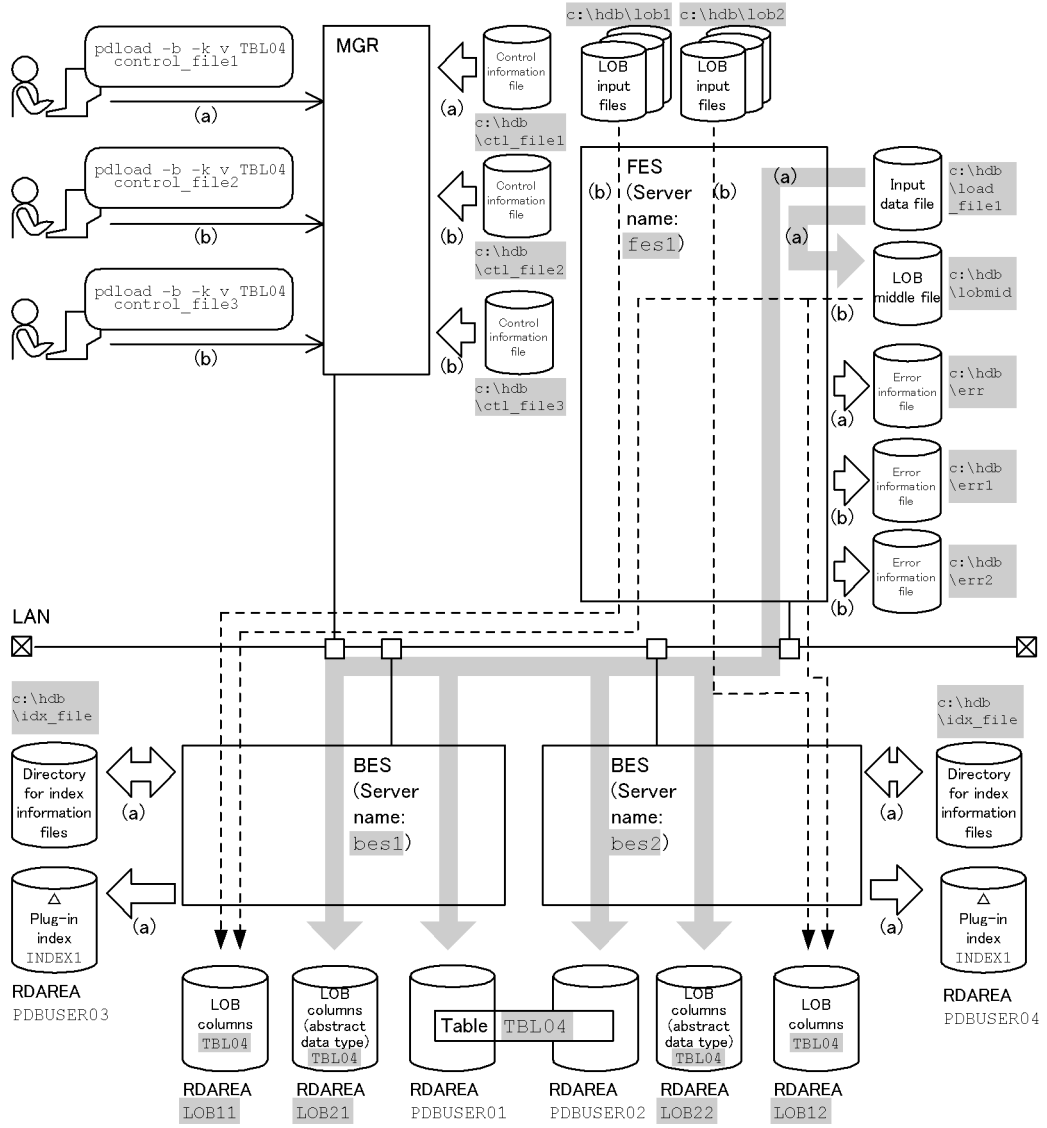 c:\hdb\lob1
c:\hdb\lob2
pdload -b -k v TBL04
control_file1
(a)
MGR
(a)
Control
information
file
c:\hdb
\ctl_file1
LOB
input
files
LOB
input
files
pdload -b -k v TBL04
control_file2
(b)
(b)
Control
information
file
c:\hdb
\ctl_file2
pdload -b -k v TBL04
control_file3
(b)
(b)
Control
information
file
c:\hdb
\ctl_file3
FES
(Server
name:
fes1)
(b)
(b)
(a)
(a)
Input
data file
c:\hdb
\load
_file1
LOB
middle file
c:\hdb
\lobmid
(b)
Error
information
file
c:\hdb
\err
(a)
Error
information
file
c:\hdb
\err1
(b)
Error
information
file
c:\hdb
\err2
(b)
LAN
c:\hdb
\idx_file
Directory
for index
information
files
(a)
Plug-in
index
INDEX1
(a)
RDAREA
PDBUSER03
BES
(Server
name:
bes1)
BES
(Server
name:
bes2)
c:\hdb
\idx_file
Directory
for index
information
files
(a)
Plug-in
index
INDEX1
(a)
RDAREA
PDBUSER04
LOB
columns
TBL04
RDAREA
LOB11
LOB
columns
(abstract
data type)
TBL04
RDAREA
LOB21
Table TBL04
RDAREA
PDBUSER01
RDAREA
PDBUSER02
LOB
columns
(abstract
data type)
TBL04
RDAREA
LOB22
LOB
columns
TBL04
RDAREA
LOB12